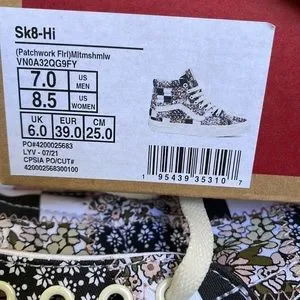 Sk8-Hi
(Patchwork Flrl)Mltmshmlw
VN0A32QG9FY
7.0 US MEN
8.5 US WOMEN
UK EUR CM
6.0 39.0 25.0
PO#4200025683
LYV - 07/21
CPSIA PO/CUT#
420002568300100
1 95439 35310 7